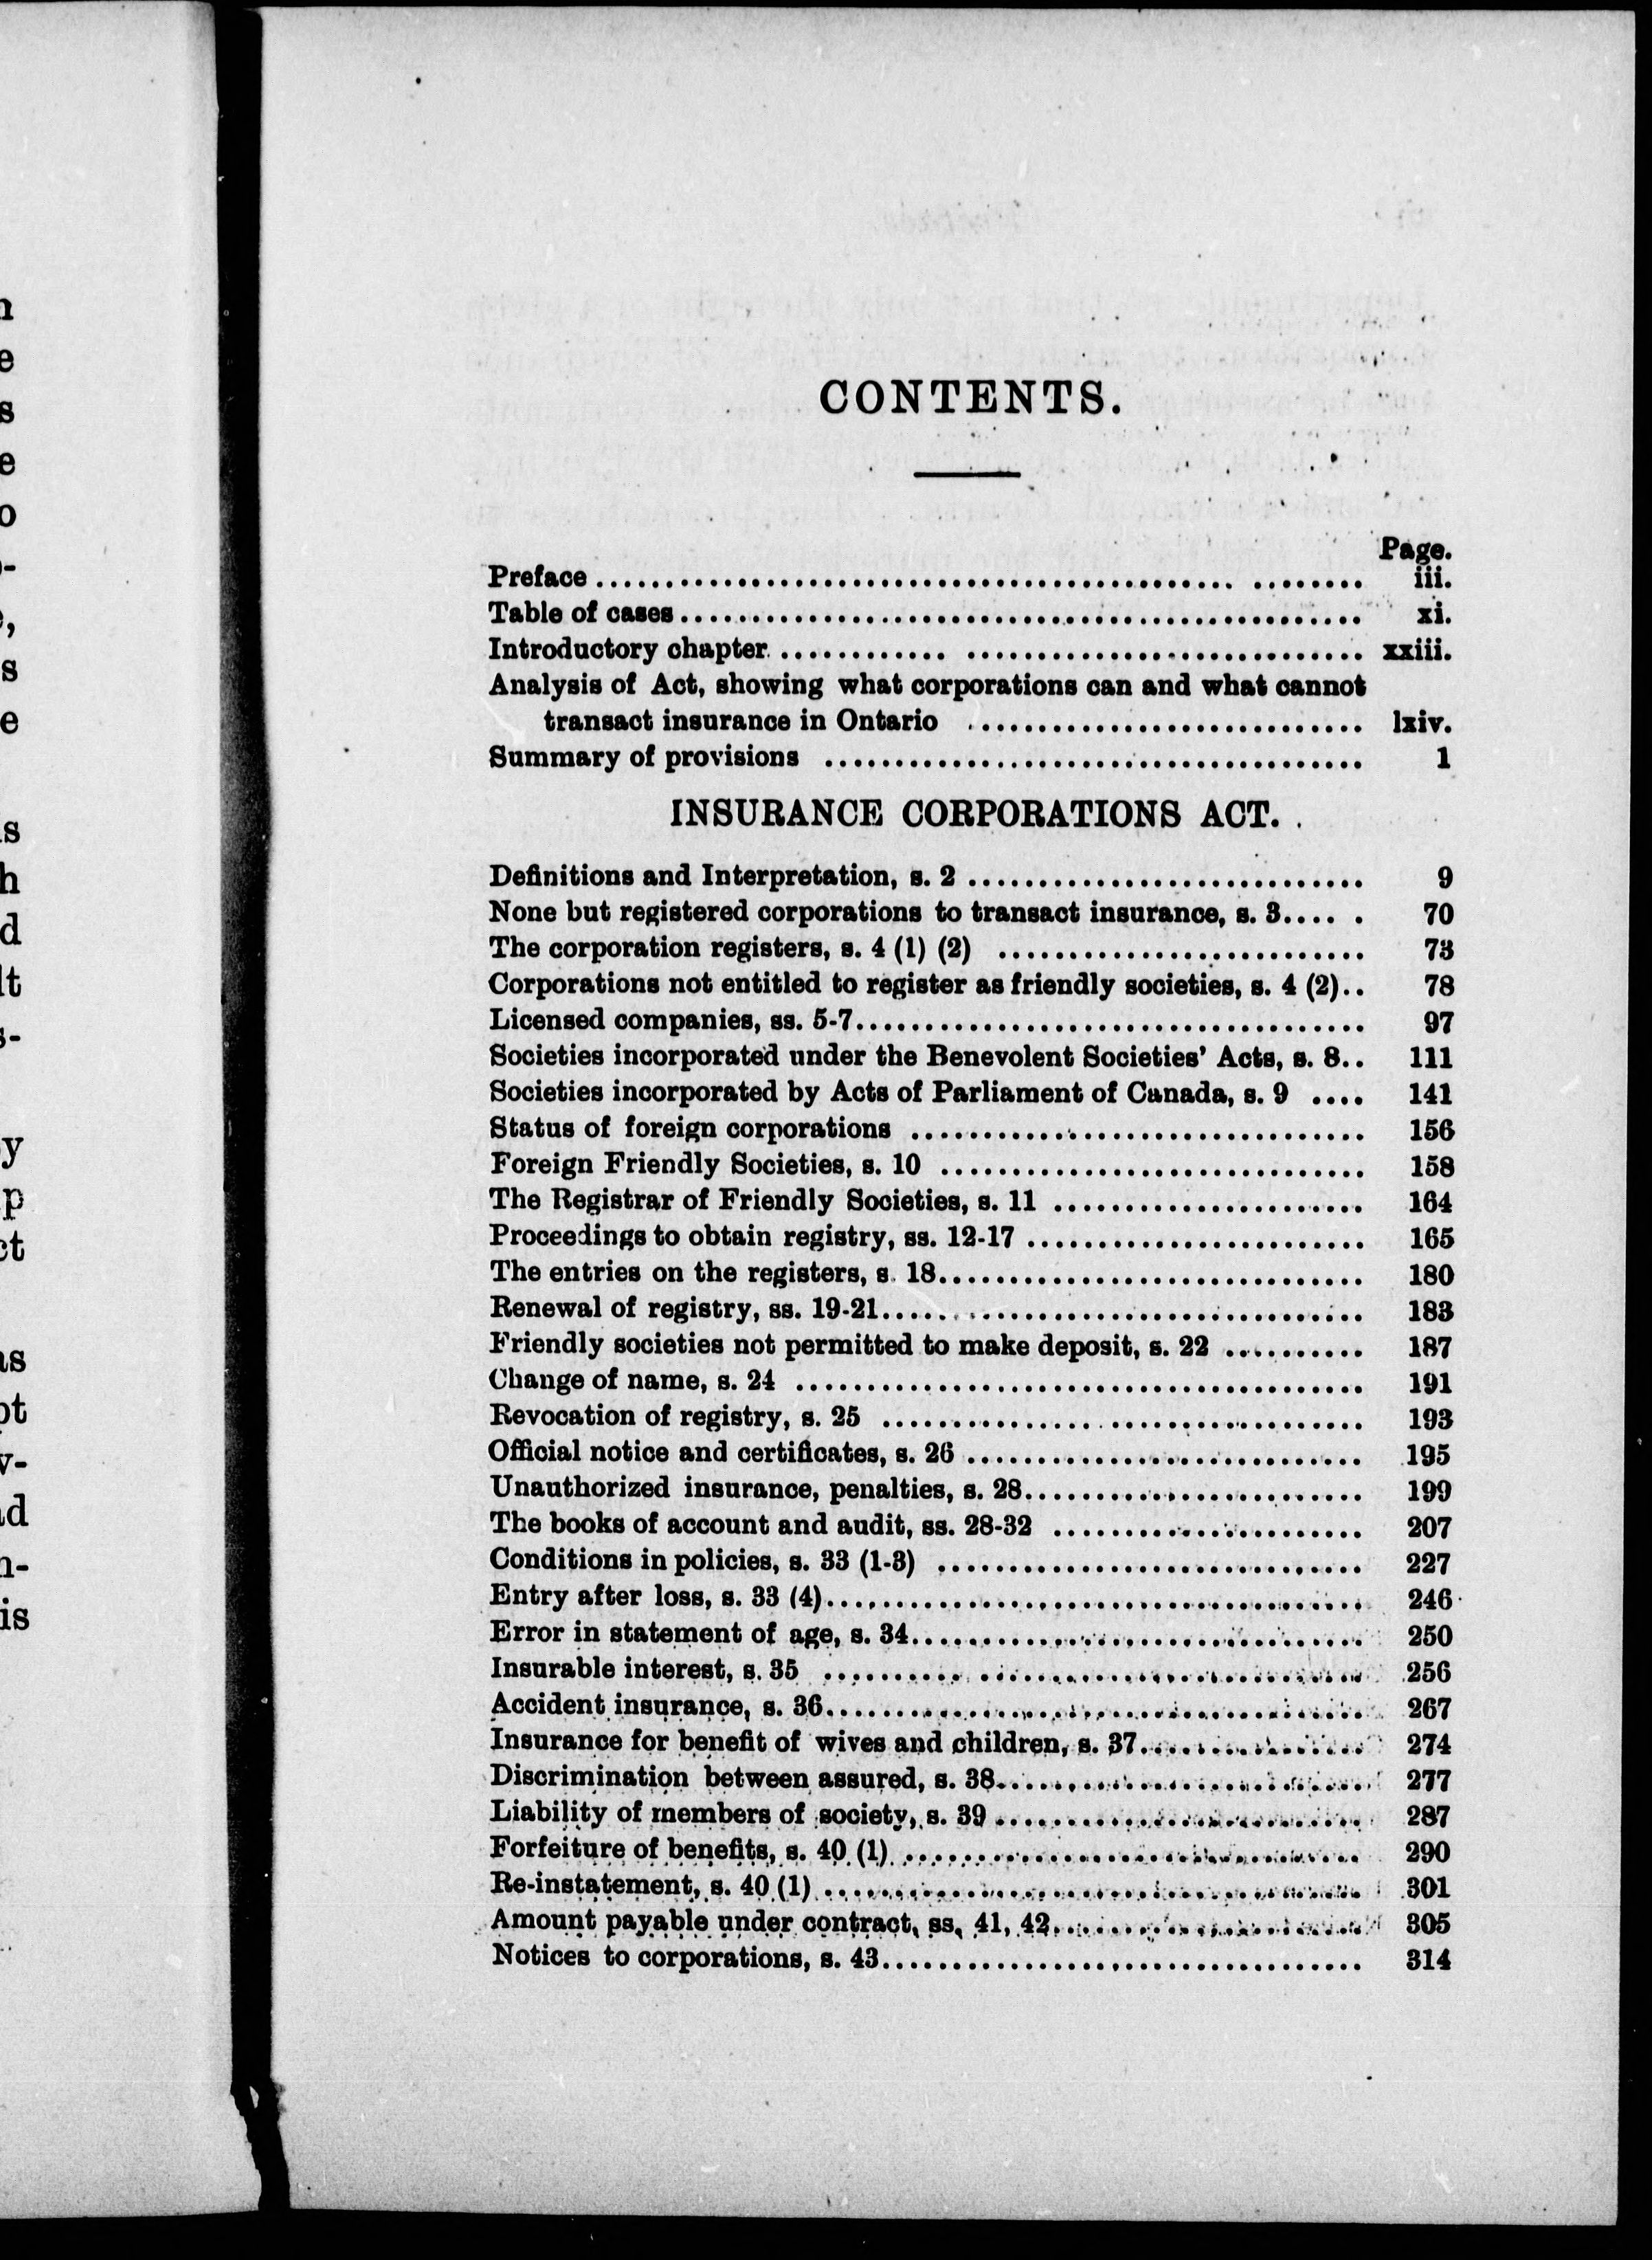 CONTENTS.
Page.
Preface ........ iii.
Table of cases ........ xi.
Introductory chapter ........ xxiii.
Analysis of Act, showing what corporations can and what cannot
transact insurance in Ontario ........ lxiv.
Summary of provisions ........ 1
INSURANCE CORPORATIONS ACT.
Definitions and Interpretation, s. 2 ........ 9
None but registered corporations to transact insurance, s. 3.... . 70
The corporation registers, s. 4 (1) (2) ........ 73
Corporations not entitled to register as friendly societies, s. 4 (2).. 78
Licensed companies, ss. 5-7 ........ 97
Societies incorporated under the Benevolent Societies' Acts, s. 8.. 111
Societies incorporated by Acts of Parliament of Canada, s. 9 .... 141
Status of foreign corporations ........ 156
Foreign Friendly Societies, s. 10 ........ 158
The Registrar of Friendly Societies, s. 11 ........ 164
Proceedings to obtain registry, ss. 12-17 ........ 165
The entries on the registers, s. 18 ........ 180
Renewal of registry, ss. 19-21 ........ 183
Friendly societies not permitted to make deposit, s. 22 ........ 187
Change of name, s. 24 ........ 191
Revocation of registry, s. 25 ........ 193
Official notice and certificates, s. 26 ........ 195
Unauthorized insurance, penalties, s. 28 ........ 199
The books of account and audit, ss. 28-32 ........ 207
Conditions in policies, s. 33 (1-3) ........ 227
Entry after loss, s. 33 (4) ........ 246
Error in statement of age, s. 34 ........ 250
Insurable interest, s. 35 ........ 256
Accident insurance, s. 36 ........ 267
Insurance for benefit of wives and children, s. 37 ........ 274
Discrimination between assured, s. 38 ........ 277
Liability of members of society, s. 39 ........ 287
Forfeiture of benefits, s. 40 (1) ........ 290
Re-instatement, s. 40 (1) ........ 301
Amount payable under contract, ss. 41, 42 ........ 305
Notices to corporations, s. 43 ........ 314